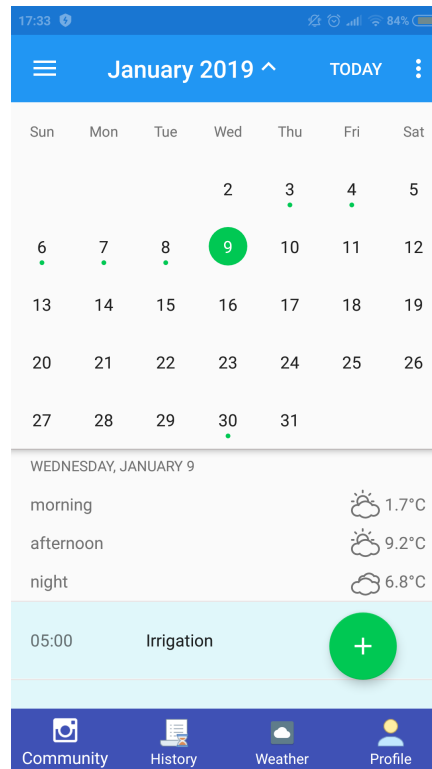 17:33 84%
January 2019 TODAY
Sun Mon Tue Wed Thu Fri Sat
2 3 4 5
6 7 8 9 10 11 12
13 14 15 16 17 18 19
20 21 22 23 24 25 26
27 28 29 30 31
WEDNESDAY, JANUARY 9
morning 1.7°C
afternoon 9.2°C
night 6.8°C
05:00 Irrigation +
Community History Weather Profile